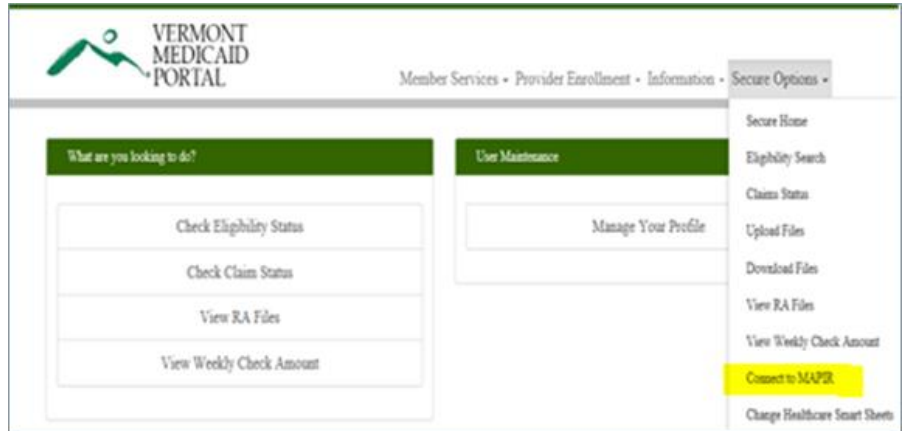 VERMONT
MEDICAID
PORTAL
Member Services - Provider Enrollment - Information - Secure Options -
Secure Home
Eligibility Search
Claims Status
Upload Files
Download Files
View RA Files
View Weekly Check Amount
Connect to MAPIR
Change Healthcare Smart Sheets
What are you looking to do?
Check Eligibility Status
Check Claim Status
View RA Files
View Weekly Check Amount
User Maintenance
Manage Your Profile